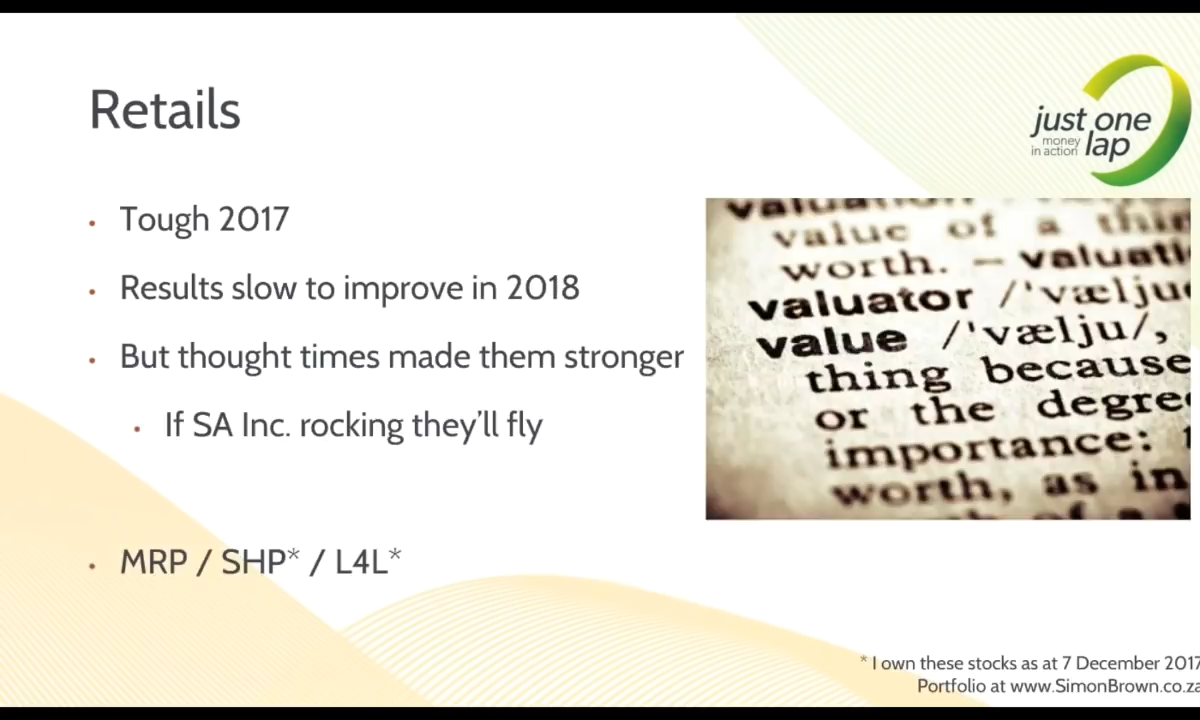 Retails
just one
money
in action lap
• Tough 2017
• Results slow to improve in 2018
• But thought times made them stronger
• If SA Inc. rocking they'll fly
• MRP / SHP* / L4L*
value of a thin
worth. – valuati
valuator /'vælju
value /'vælju/,
thing because
or the degree
importance:
worth, as in
* I own these stocks as at 7 December 2017
Portfolio at www.SimonBrown.co.za